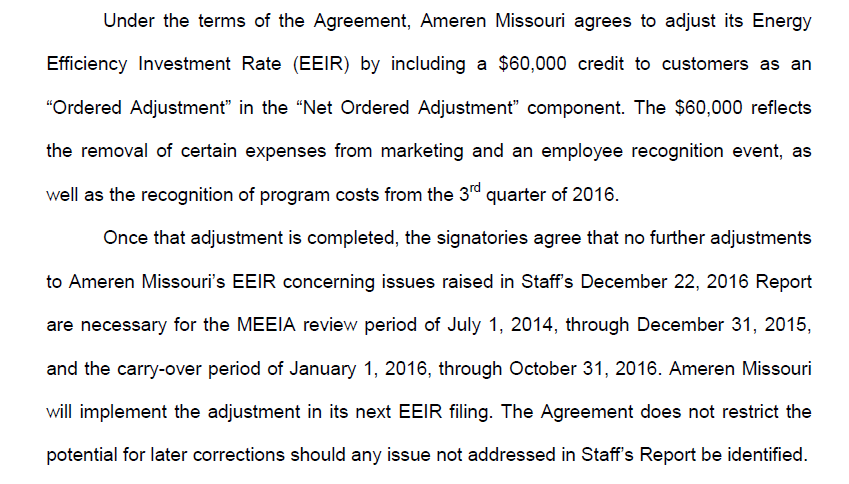 Under the terms of the Agreement, Ameren Missouri agrees to adjust its Energy
Efficiency Investment Rate (EEIR) by including a $60,000 credit to customers as an
“Ordered Adjustment” in the “Net Ordered Adjustment” component. The $60,000 reflects
the removal of certain expenses from marketing and an employee recognition event, as
well as the recognition of program costs from the 3rd quarter of 2016.
Once that adjustment is completed, the signatories agree that no further adjustments
to Ameren Missouri’s EEIR concerning issues raised in Staff’s December 22, 2016 Report
are necessary for the MEEIA review period of July 1, 2014, through December 31, 2015,
and the carry-over period of January 1, 2016, through October 31, 2016. Ameren Missouri
will implement the adjustment in its next EEIR filing. The Agreement does not restrict the
potential for later corrections should any issue not addressed in Staff’s Report be identified.